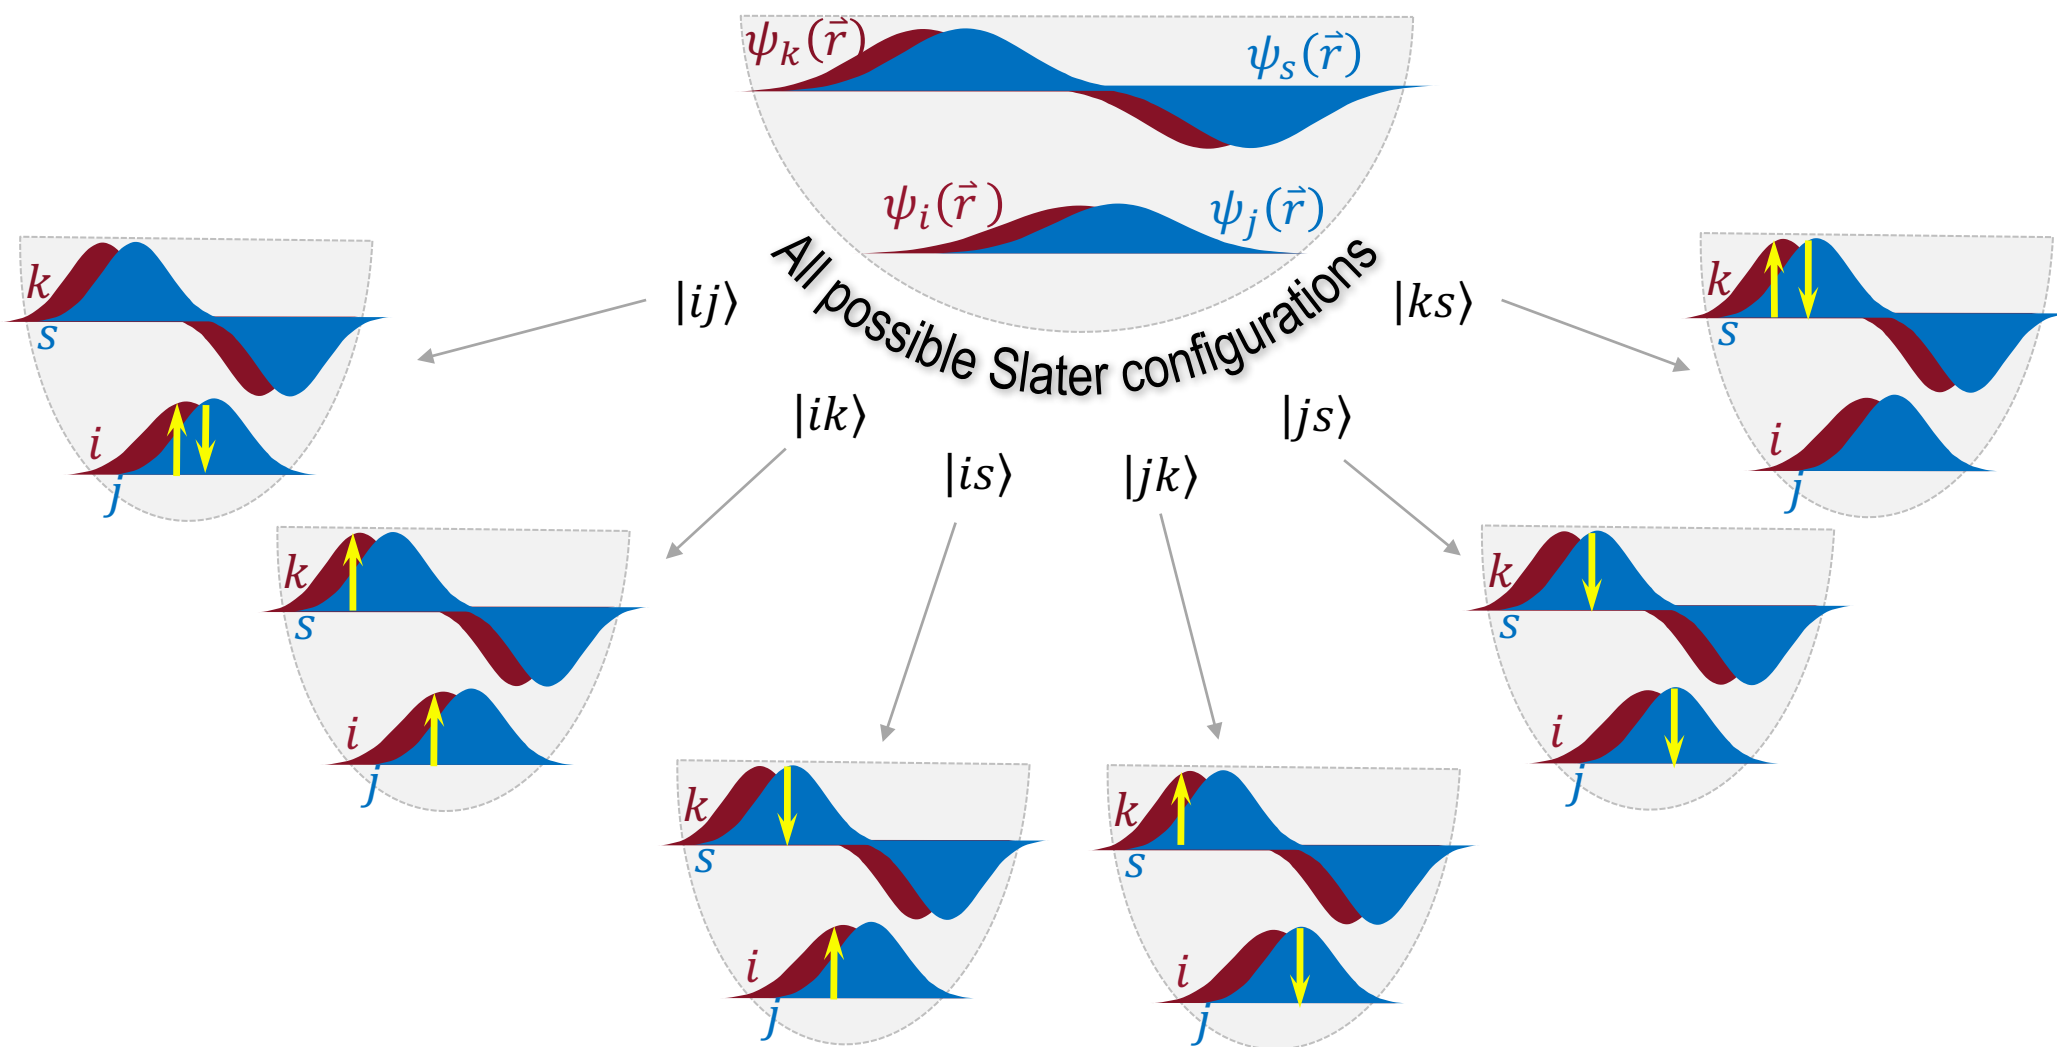 ψₖ(r⃗)
ψₛ(r⃗)
ψᵢ(r⃗)
ψⱼ(r⃗)
All possible Slater configurations
|ij⟩
|ik⟩
|is⟩
|jk⟩
|js⟩
|ks⟩
k
s
i
j
k
s
i
j
k
s
i
j
k
s
i
j
k
s
i
j
k
s
i
j